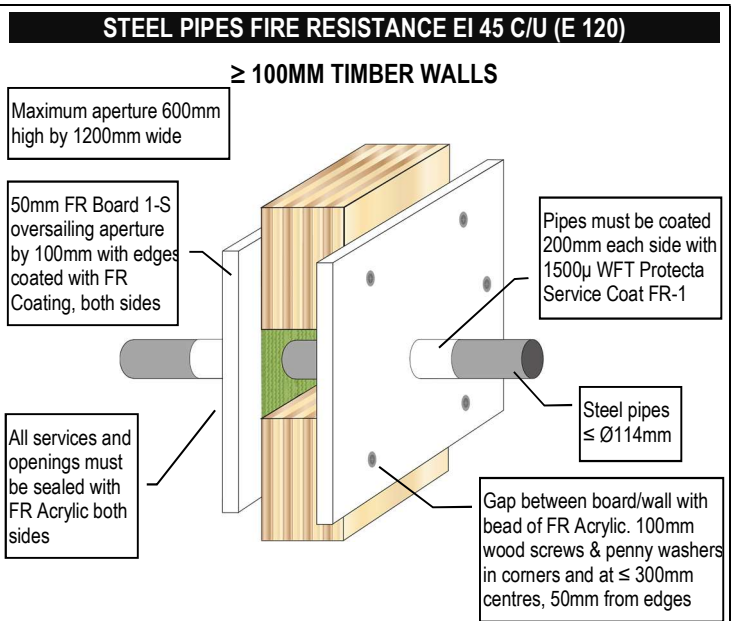 STEEL PIPES FIRE RESISTANCE EI 45 C/U (E 120)
≥ 100MM TIMBER WALLS
Maximum aperture 600mm
high by 1200mm wide
50mm FR Board 1-S
oversailing aperture
by 100mm with edges
coated with FR
Coating, both sides
All services and
openings must
be sealed with
FR Acrylic both
sides
Pipes must be coated
200mm each side with
1500µ WFT Protecta
Service Coat FR-1
Steel pipes
≤ Ø114mm
Gap between board/wall with
bead of FR Acrylic. 100mm
wood screws & penny washers
in corners and at ≤ 300mm
centres, 50mm from edges